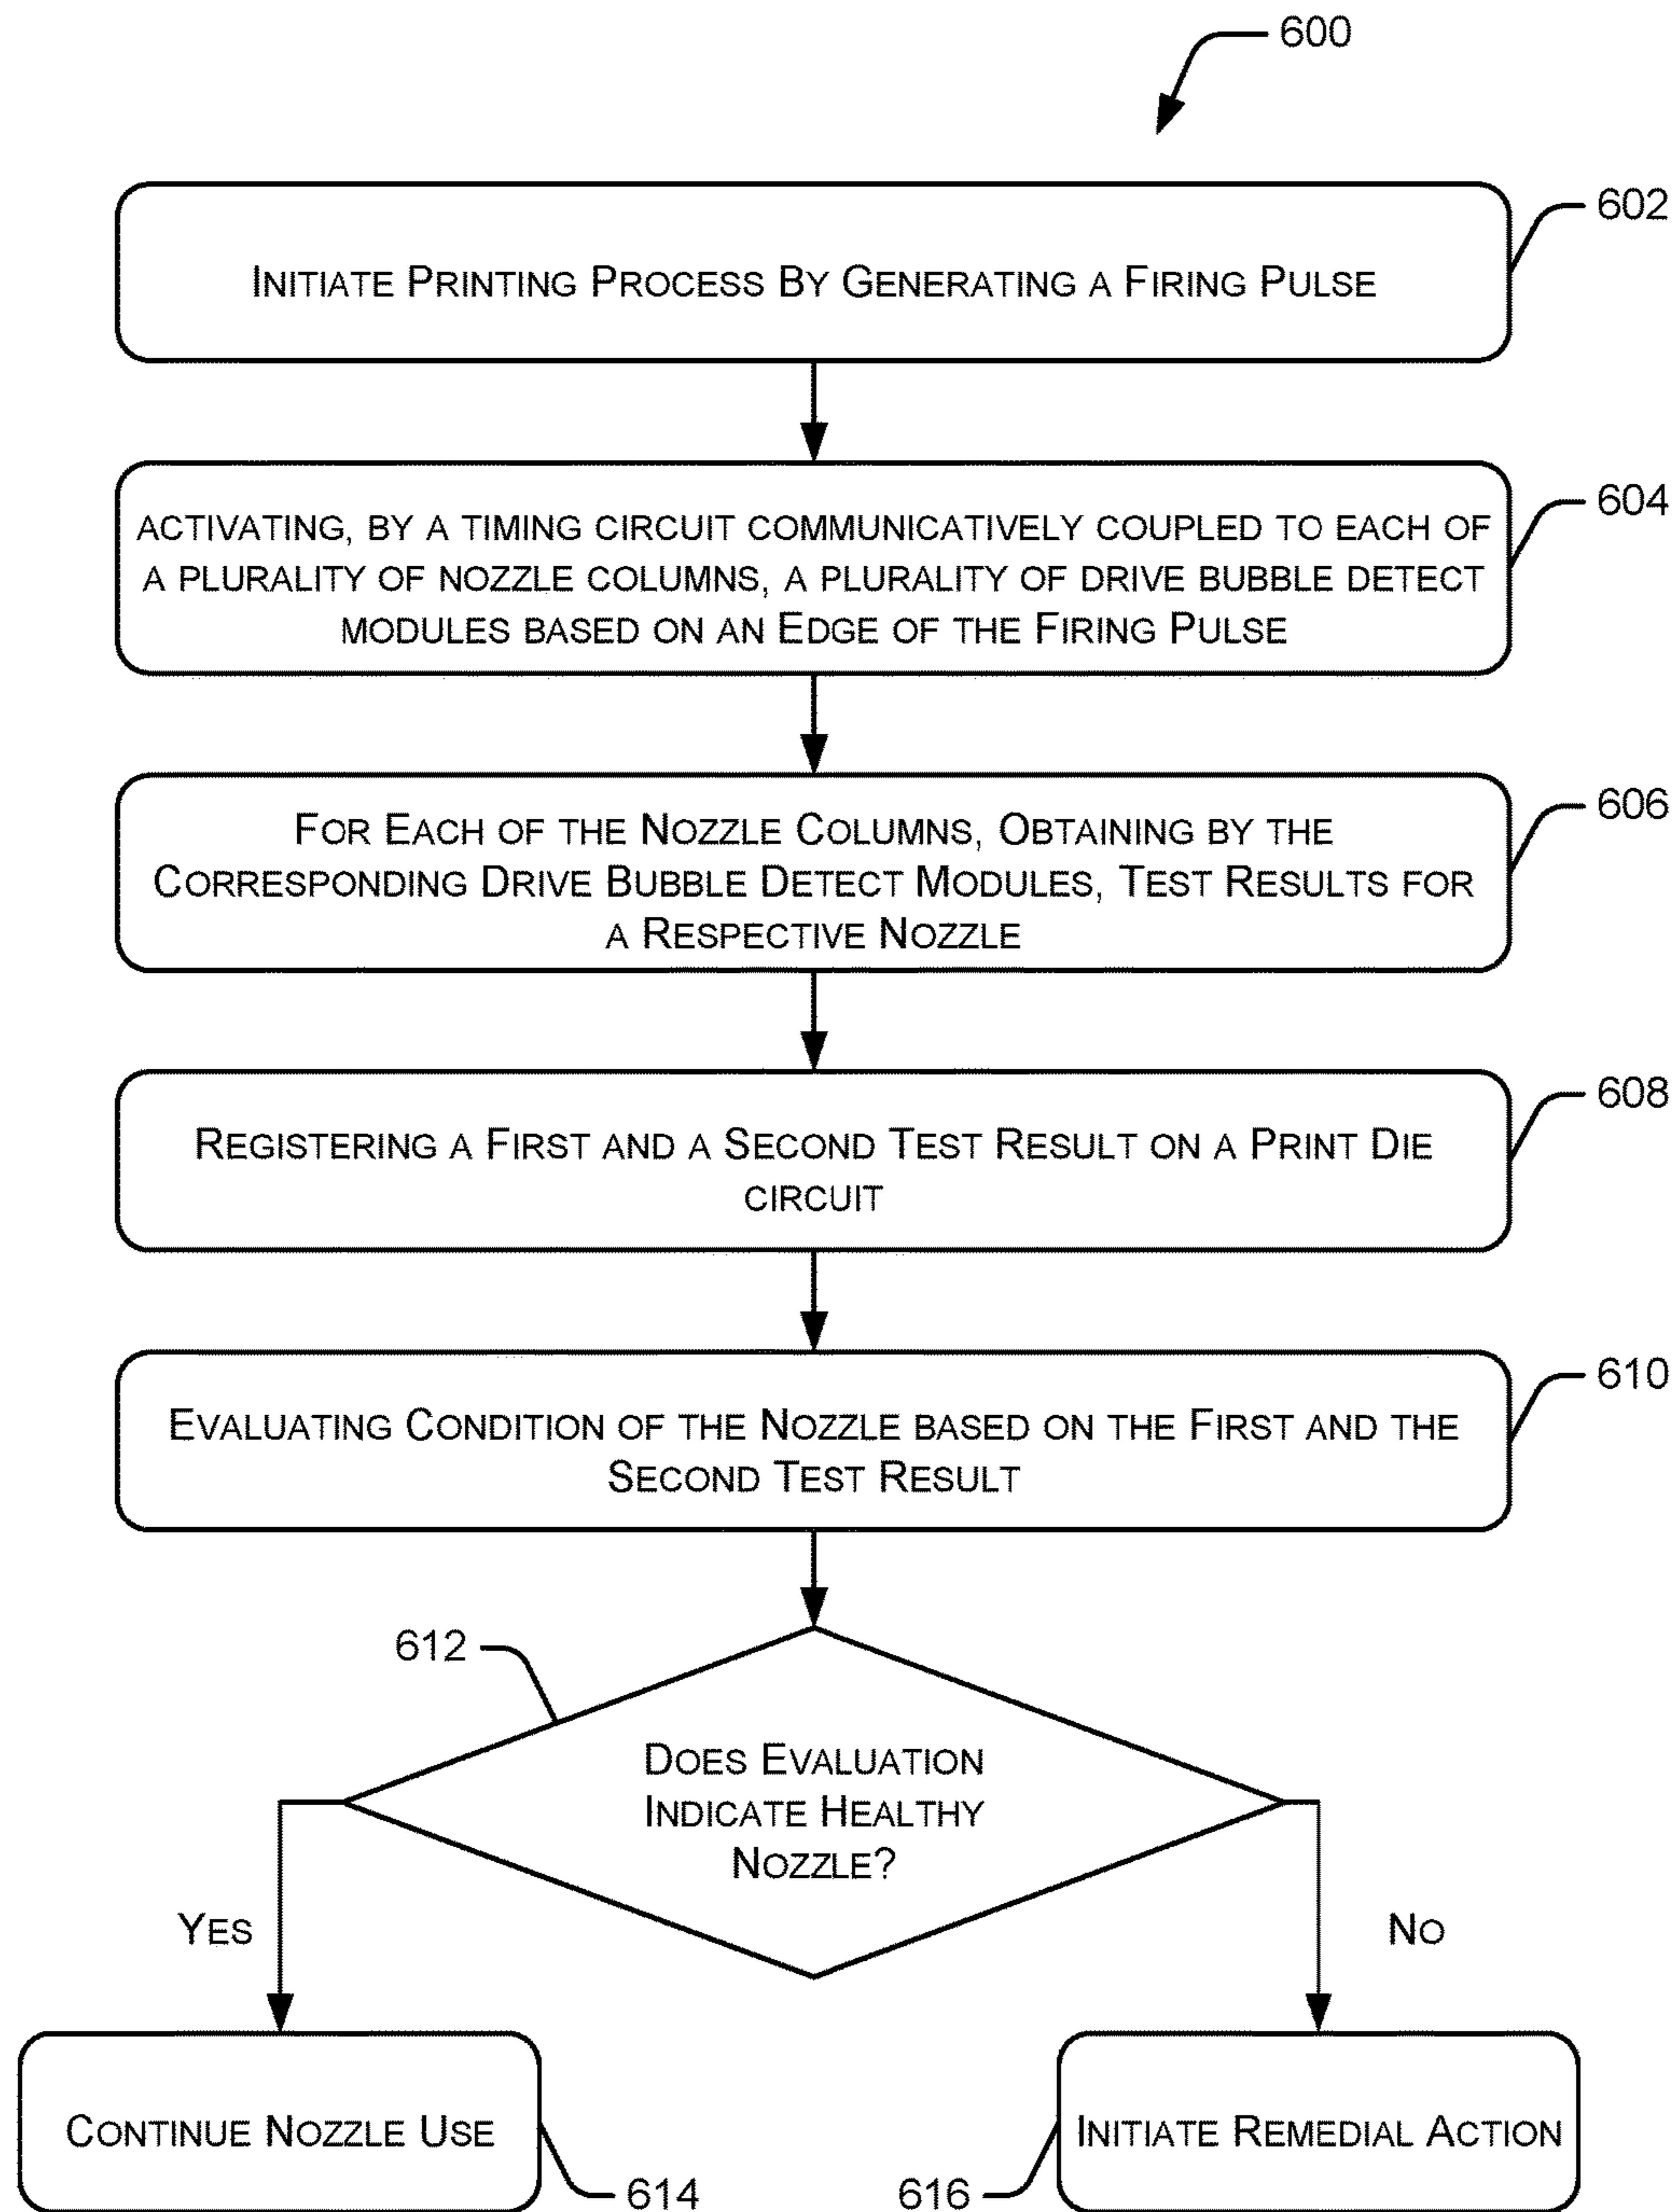 600
INITIATE PRINTING PROCESS BY GENERATING A FIRING PULSE
602
ACTIVATING, BY A TIMING CIRCUIT COMMUNICATIVELY COUPLED TO EACH OF
A PLURALITY OF NOZZLE COLUMNS, A PLURALITY OF DRIVE BUBBLE DETECT
MODULES BASED ON AN EDGE OF THE FIRING PULSE
604
FOR EACH OF THE NOZZLE COLUMNS, OBTAINING BY THE
CORRESPONDING DRIVE BUBBLE DETECT MODULES, TEST RESULTS FOR
A RESPECTIVE NOZZLE
606
REGISTERING A FIRST AND A SECOND TEST RESULT ON A PRINT DIE
CIRCUIT
608
EVALUATING CONDITION OF THE NOZZLE BASED ON THE FIRST AND THE
SECOND TEST RESULT
610
612
DOES EVALUATION
INDICATE HEALTHY
NOZZLE?
YES
NO
CONTINUE NOZZLE USE
614
INITIATE REMEDIAL ACTION
616